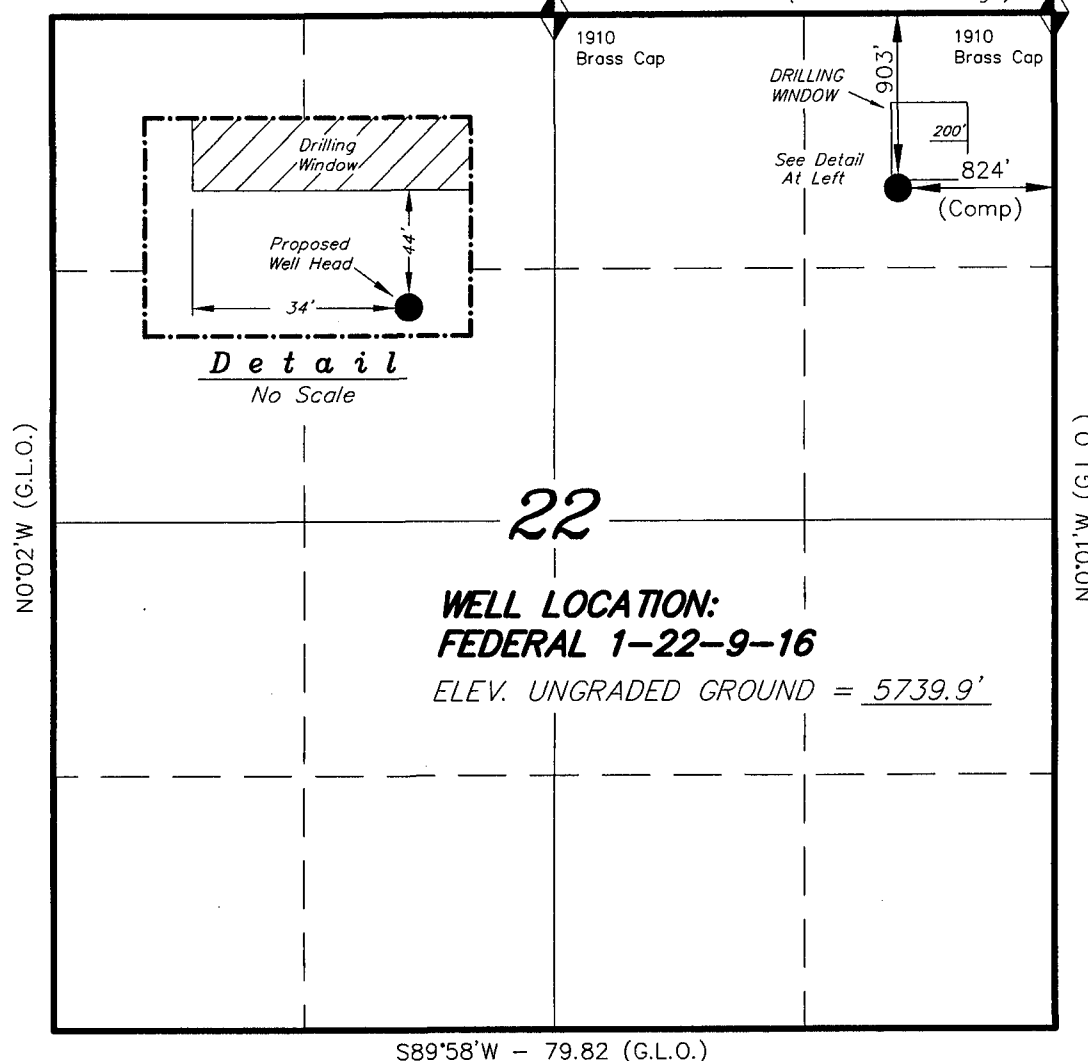 1910
Brass Cap
1910
Brass Cap
903'
DRILLING
WINDOW
200'
See Detail
At Left
824'
(Comp)
Drilling
Window
44'
Proposed
Well Head
34'
Detail
No Scale
N0°02'W (G.L.O.)
N0°01'W (G.L.O.)
22
WELL LOCATION:
FEDERAL 1-22-9-16
ELEV. UNGRADED GROUND = 5739.9'
S89°58'W - 79.82 (G.L.O.)